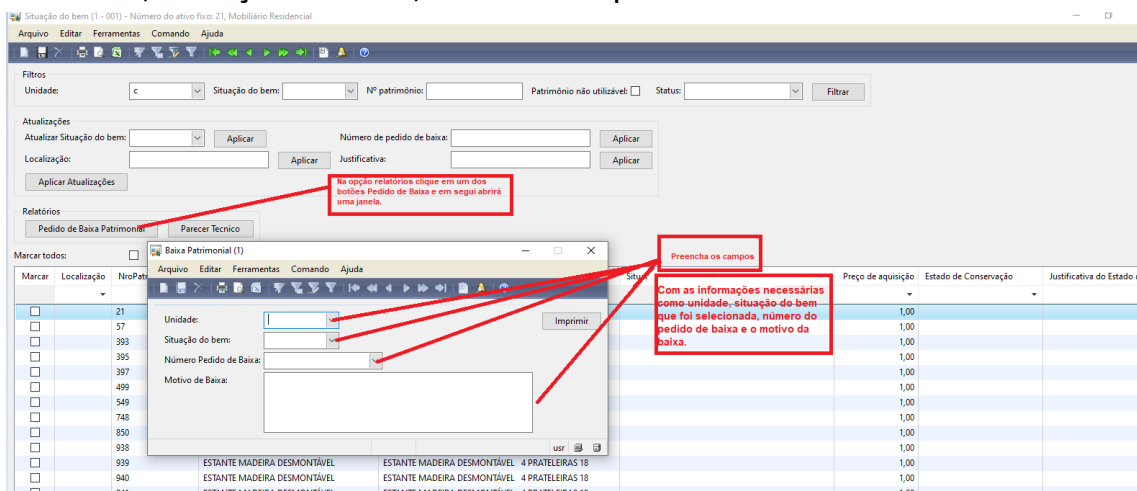 Situação do bem (1 - 001) - Número do ativo fixo: 21, Mobiliário Residencial
Arquivo Editar Ferramentas Comando Ajuda
Filtros
Unidade: c Situação do bem: Nº patrimônio: Patrimônio não utilizável: Status: Filtrar
Atualizações
Atualizar Situação do bem: Aplicar Número de pedido de baixa: Aplicar
Localização: Aplicar Justificativa: Aplicar
Aplicar Atualizações
Na opção relatórios clique em um dos
botões Pedido de Baixa e em segui abrirá
uma janela.
Relatórios
Pedido de Baixa Patrimonial Parecer Tecnico
Marcar todos:
Marcar Localização NroPatr Situa Preço de aquisição Estado de Conservação Justificativa do Estado
Baixa Patrimonial (1)
Arquivo Editar Ferramentas Comando Ajuda
Unidade: Imprimir
Situação do bem:
Número Pedido de Baixa:
Motivo de Baixa:
usr
Preencha os campos
Com as informações necessárias
como unidade, situação do bem
que foi selecionada, número do
pedido de baixa e o motivo da
baixa.
21 1,00
57 1,00
393 1,00
395 1,00
397 1,00
499 1,00
549 1,00
748 1,00
850 1,00
938 1,00
939 ESTANTE MADEIRA DESMONTÁVEL ESTANTE MADEIRA DESMONTÁVEL 4 PRATELEIRAS 18 1,00
940 ESTANTE MADEIRA DESMONTÁVEL ESTANTE MADEIRA DESMONTÁVEL 4 PRATELEIRAS 18 1,00